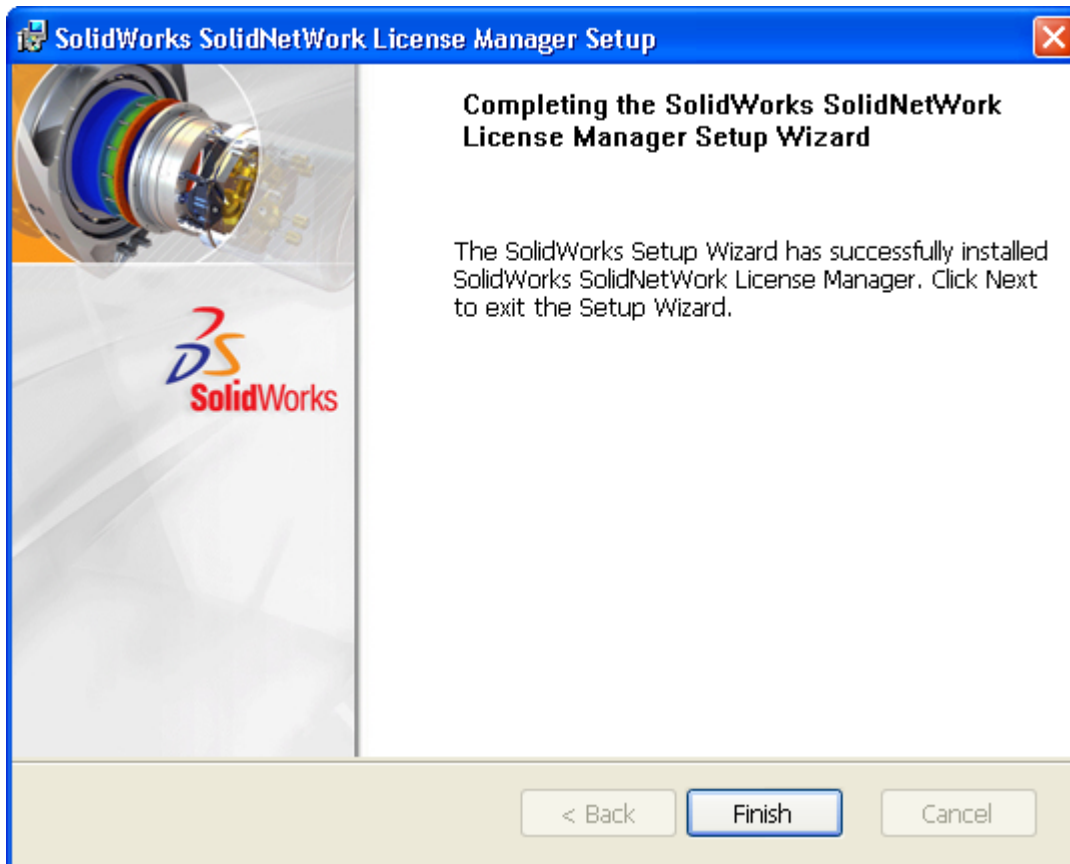 SolidWorks SolidNetWork License Manager Setup
Completing the SolidWorks SolidNetWork
License Manager Setup Wizard
The SolidWorks Setup Wizard has successfully installed
SolidWorks SolidNetWork License Manager. Click Next
to exit the Setup Wizard.
DS
SolidWorks
< Back
Finish
Cancel